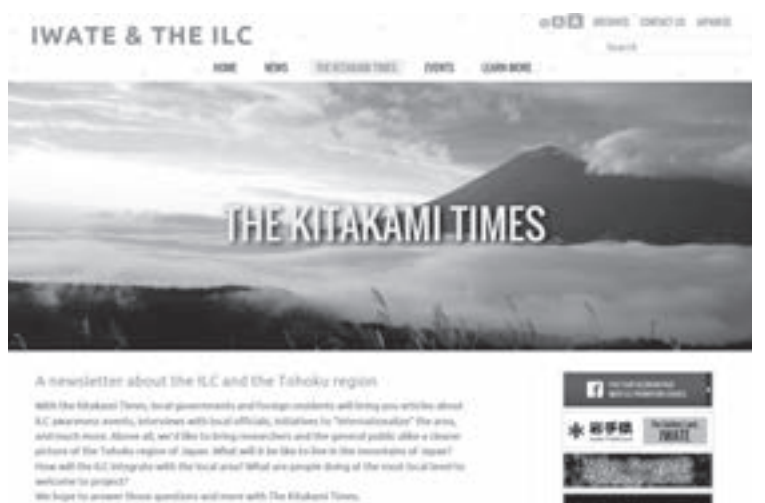 IWATE & THE ILC
CONTACT US
Search
HOME NEWS THE KITAKAMI TIMES EVENTS LEARN MORE
THE KITAKAMI TIMES
A newsletter about the ILC and the Tohoku region
With the Kitakami Times, local governments and foreign residents will bring you articles about
ILC awareness events, interviews with local officials, initiatives to "internationalize" the area,
and much more. Above all, we'd like to bring researchers and the general public alike a clearer
picture of the Tohoku region of Japan. What will it be like to live in the mountains of Japan?
How will the ILC integrate with the local area? What are people doing at the most local level to
welcome to project?
We hope to answer those questions and more with The Kitakami Times.
岩手県
IWATE